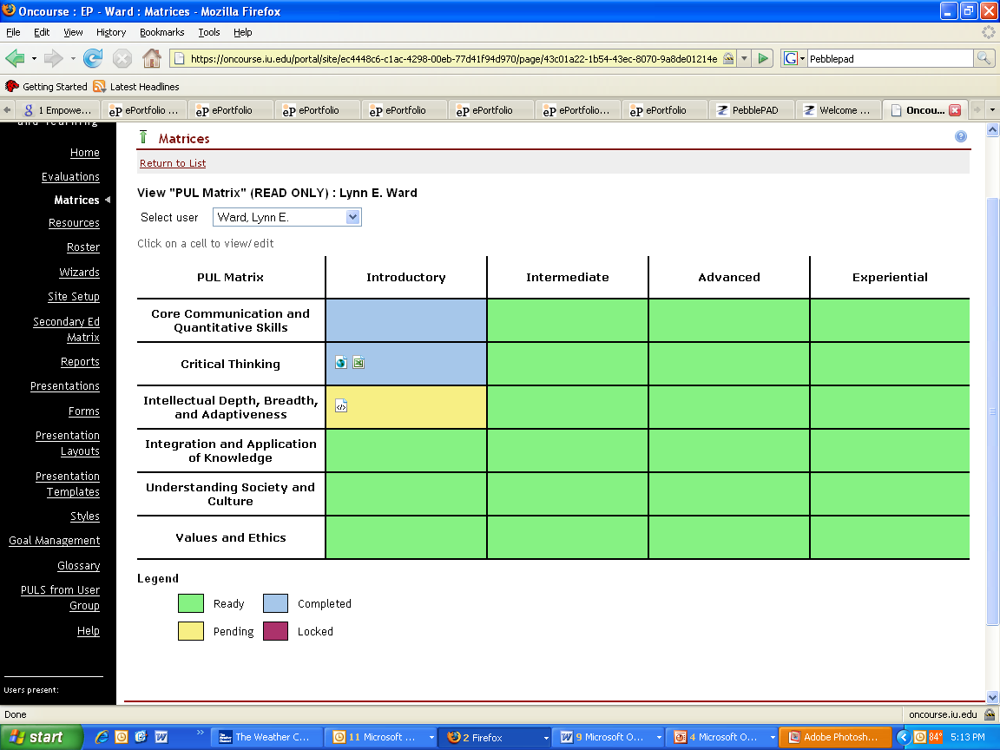 Oncourse : EP - Ward : Matrices - Mozilla Firefox
File Edit View History Bookmarks Tools Help
https://oncourse.iu.edu/portal/site/ec4448c6-c1ac-4298-00eb-77d41f94d970/page/43c01a22-1b54-43ec-8070-9a8de01214e
G Pebblepad
Getting Started Latest Headlines
1 Empowe... ePortfolio ... ePortfolio ePortfolio ePortfolio ePortfolio ePortfolio... ePortfolio PebblePAD Welcome ... Oncou...
and learning
Home
Evaluations
Matrices
Resources
Roster
Wizards
Site Setup
Secondary Ed
Matrix
Reports
Presentations
Forms
Presentation
Layouts
Presentation
Templates
Styles
Goal Management
Glossary
PULS from User
Group
Help
Users present:
Matrices
Return to List
View "PUL Matrix" (READ ONLY) : Lynn E. Ward
Select user Ward, Lynn E.
Click on a cell to view/edit
PUL Matrix Introductory Intermediate Advanced Experiential
Core Communication and
Quantitative Skills
Critical Thinking
Intellectual Depth, Breadth,
and Adaptiveness
Integration and Application
of Knowledge
Understanding Society and
Culture
Values and Ethics
Legend
Ready Completed
Pending Locked
Done oncourse.iu.edu
start The Weather C... 11 Microsoft ... 2 Firefox 9 Microsoft O... 4 Microsoft O... Adobe Photosh... 84° 5:13 PM